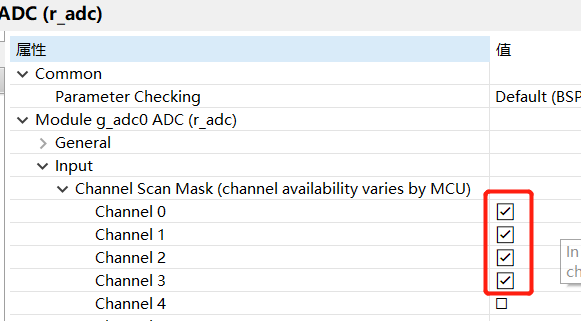 ADC (r_adc)
属性 值
Common
Parameter Checking Default (BSP
Module g_adc0 ADC (r_adc)
General
Input
Channel Scan Mask (channel availability varies by MCU)
Channel 0
Channel 1
In
Channel 2
ch
Channel 3
Channel 4